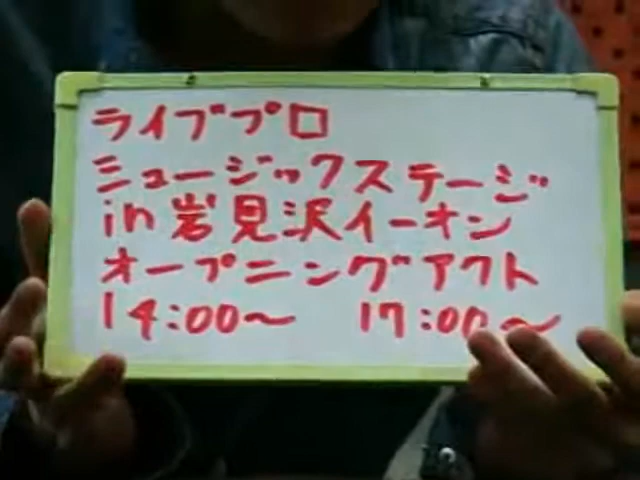 ライブプロ
ミュージックステージ
in 岩見沢イーオン
オープニングアクト
14:00〜 17:00〜